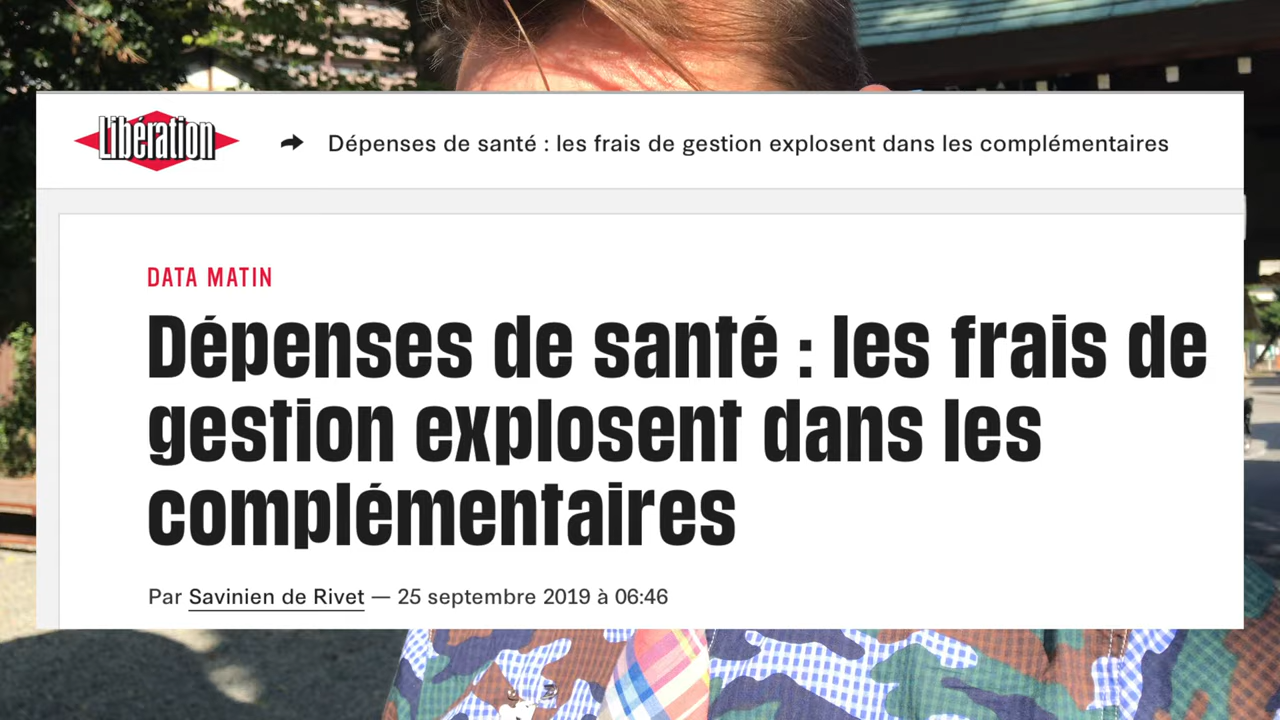 Libération
Dépenses de santé : les frais de gestion explosent dans les complémentaires
DATA MATIN
Dépenses de santé : les frais de
gestion explosent dans les
complémentaires
Par Savinien de Rivet — 25 septembre 2019 à 06:46